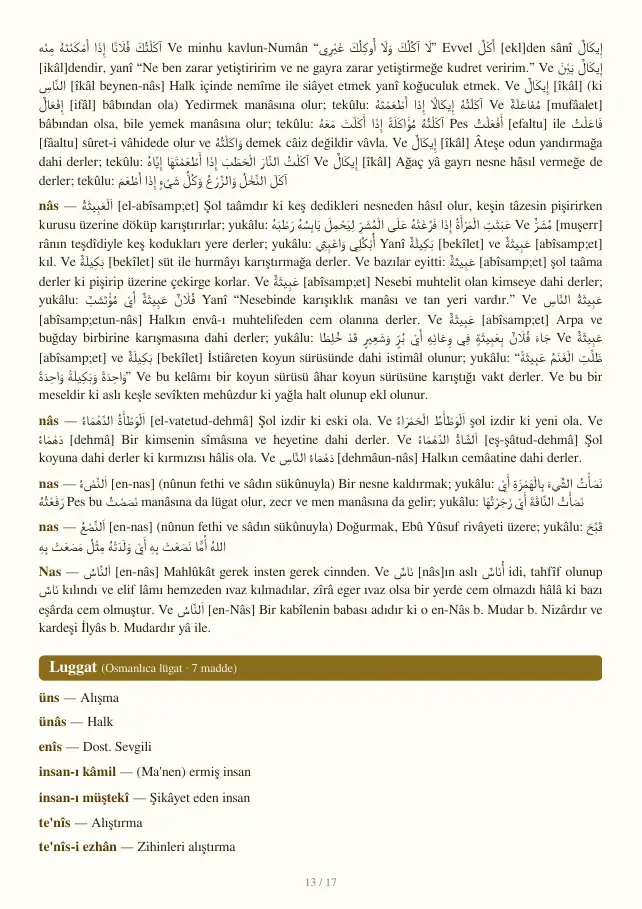 آكَلْتُكَ فُلَانًا إِذَا أَمْكَنْتَهُ مِنْه Ve minhu kavlun-Numân “لَا آكُلُكَ وَلَا أُوكِلُكَ غَيْرِي” Evvel أَكْلٌ [ekl]den sânî إِيكَالٌ
[ikâl]dendir, yanî “Ne ben zarar yetiştiririm ve ne gayra zarar yetiştirmeğe kudret veririm.” Ve إِيكَالٌ بَيْنَ
النَّاسِ [îkâl beynen-nâs] Halk içinde nemîme ile siâyet etmek yanî koğuculuk etmek. Ve إِيكَالٌ [îkâl] (ki
إِفْعَالٌ [ifâl] bâbından ola) Yedirmek manâsına olur; tekûlu: آكَلْتُهُ إِيكَالًا إِذَا أَطْعَمْتَهُ Ve مُفَاعَلَةٌ [mufâalet]
bâbından olsa, bile yemek manâsına olur; tekûlu: آكَلْتُهُ مُؤَاكَلَةً إِذَا أَكَلْتَ مَعَهُ Pes أَفْعَلْتُ [efaltu] ile فَاعَلْتُ
[fâaltu] sûret-i vâhidede olur ve وَاكَلْتُهُ demek câiz değildir vâvla. Ve إِيكَالٌ [îkâl] Âteşe odun yandırmağa
dahi derler; tekûlu: آكَلْتُ النَّارَ الْحَطَبَ إِذَا أَطْعَمْتَهَا إِيَّاهُ Ve إِيكَالٌ [îkâl] Ağaç yâ gayrı nesne hâsıl vermeğe de
derler; tekûlu: آكَلَ النَّخْلُ وَالزَّرْعُ وَكُلُّ شَيْءٍ إِذَا أَطْعَمَ
nâs — اَلْعَبِيثَةُ [el-abîsamp;et] Şol taâmdır ki keş dedikleri nesneden hâsıl olur, keşin tâzesin pişirirken
kurusu üzerine döküp karıştırırlar; yukâlu: عَبَثَتِ الْمَرْأَةُ إِذَا فَرَّغَتْهُ عَلَى الْمُشَرِّ لِيَحْمِلَ يَابِسُهُ رَطْبَهُ Ve مُشَرٌّ [muşerr]
rânın teşdîdiyle keş kodukları yere derler; yukâlu: اُبْكُلِي وَاعْبِثِي Yanî بَكِيلَةٌ [bekîlet] ve عَبِيثَةٌ [abîsamp;et]
kıl. Ve بَكِيلَةٌ [bekîlet] süt ile hurmâyı karıştırmağa derler. Ve bazılar eyitti: عَبِيثَةٌ [abîsamp;et] şol taâma
derler ki pişirip üzerine çekirge korlar. Ve عَبِيثَةٌ [abîsamp;et] Nesebi muhtelit olan kimseye dahi derler;
yukâlu: فُلَانٌ عَبِيثَةٌ أَيْ مُؤْتَشَبٌ Yanî “Nesebinde karışıklık manâsı ve tan yeri vardır.” Ve عَبِيثَةُ النَّاسِ
[abîsamp;etun-nâs] Halkın envâ-ı muhtelifeden cem olanına derler. Ve عَبِيثَةٌ [abîsamp;et] Arpa ve
buğday birbirine karışmasına dahi derler; yukâlu: جَاءَ فُلَانٌ بِعَبِيثَةٍ فِي وِعَائِهِ أَيْ بُرٍّ وَشَعِيرٍ قَدْ خُلِطَا Ve عَبِيثَةٌ
[abîsamp;et] ve بَكِيلَةٌ [bekîlet] İstiâreten koyun sürüsünde dahi istimâl olunur; yukâlu: “ظَلَّتِ الْغَنَمُ عَبِيثَةً
وَاحِدَةً وَبَكِيلَةً وَاحِدَةً” Ve bu kelâmı bir koyun sürüsü âhar koyun sürüsüne karıştığı vakt derler. Ve bu bir
meseldir ki aslı keşle sevîkten mehûzdur ki yağla halt olunup ekl olunur.
nâs — اَلْوَطْأَةُ الدَّهْمَاءُ [el-vatetud-dehmâ] Şol izdir ki eski ola. Ve اَلْوَطْأَةُ الْحَمْرَاءُ şol izdir ki yeni ola. Ve
دَهْمَاءُ [dehmâ] Bir kimsenin sîmâsına ve heyetine dahi derler. Ve اَلشَّاةُ الدَّهْمَاءُ [eş-şâtud-dehmâ] Şol
koyuna dahi derler ki kırmızısı hâlis ola. Ve دَهْمَاءُ النَّاسِ [dehmâun-nâs] Halkın cemâatine dahi derler.
nas — اَلنَّصْءُ [en-nas] (nûnun fethi ve sâdın sükûnuyla) Bir nesne kaldırmak; yukâlu: نَصَأْتُ الشَّيْءَ بِالْهَمْزَةِ أَيْ
رَفَعْتُهُ Pes bu نَصَصْتُ manâsına da lügat olur, zecr ve men manâsına da gelir; yukâlu: نَصَأْتُ النَّاقَةَ أَيْ زَجَرْتُهَا
nas — اَلنَّصْعُ [en-nas] (nûnun fethi ve sâdın sükûnuyla) Doğurmak, Ebû Yûsuf rivâyeti üzere; yukâlu: قَبَّحَ
اللهُ أُمًّا نَصَعَتْ بِهِ أَيْ وَلَدَتْهُ مِثْلُ مَصَعَتْ بِهِ
Nas — اَلنَّاسُ [en-nâs] Mahlûkât gerek insten gerek cinnden. Ve نَاسٌ [nâs]ın aslı أُنَاسٌ idi, tahfîf olunup
نَاسٌ kılındı ve elif lâmı hemzeden ıvaz kılmadılar, zîrâ eger ıvaz olsa bir yerde cem olmazdı hâlâ ki bazı
eşârda cem olmuştur. Ve اَلنَّاسُ [en-Nâs] Bir kabîlenin babası adıdır ki o en-Nâs b. Mudar b. Nizârdır ve
kardeşi İlyâs b. Mudardır yâ ile.
Luggat (Osmanlıca lügat · 7 madde)
üns — Alışma
ünâs — Halk
enîs — Dost. Sevgili
insan-ı kâmil — (Ma'nen) ermiş insan
insan-ı müştekî — Şikâyet eden insan
te'nîs — Alıştırma
te'nîs-i ezhân — Zihinleri alıştırma
13 / 17